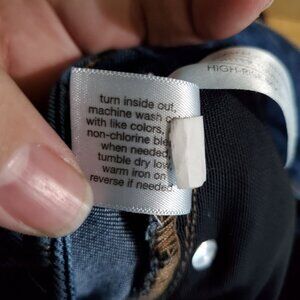 turn inside out,
machine wash
with like colors,
non-chlorine
when needed
tumble dry low
warm iron on
reverse if needed
HIGH-RI